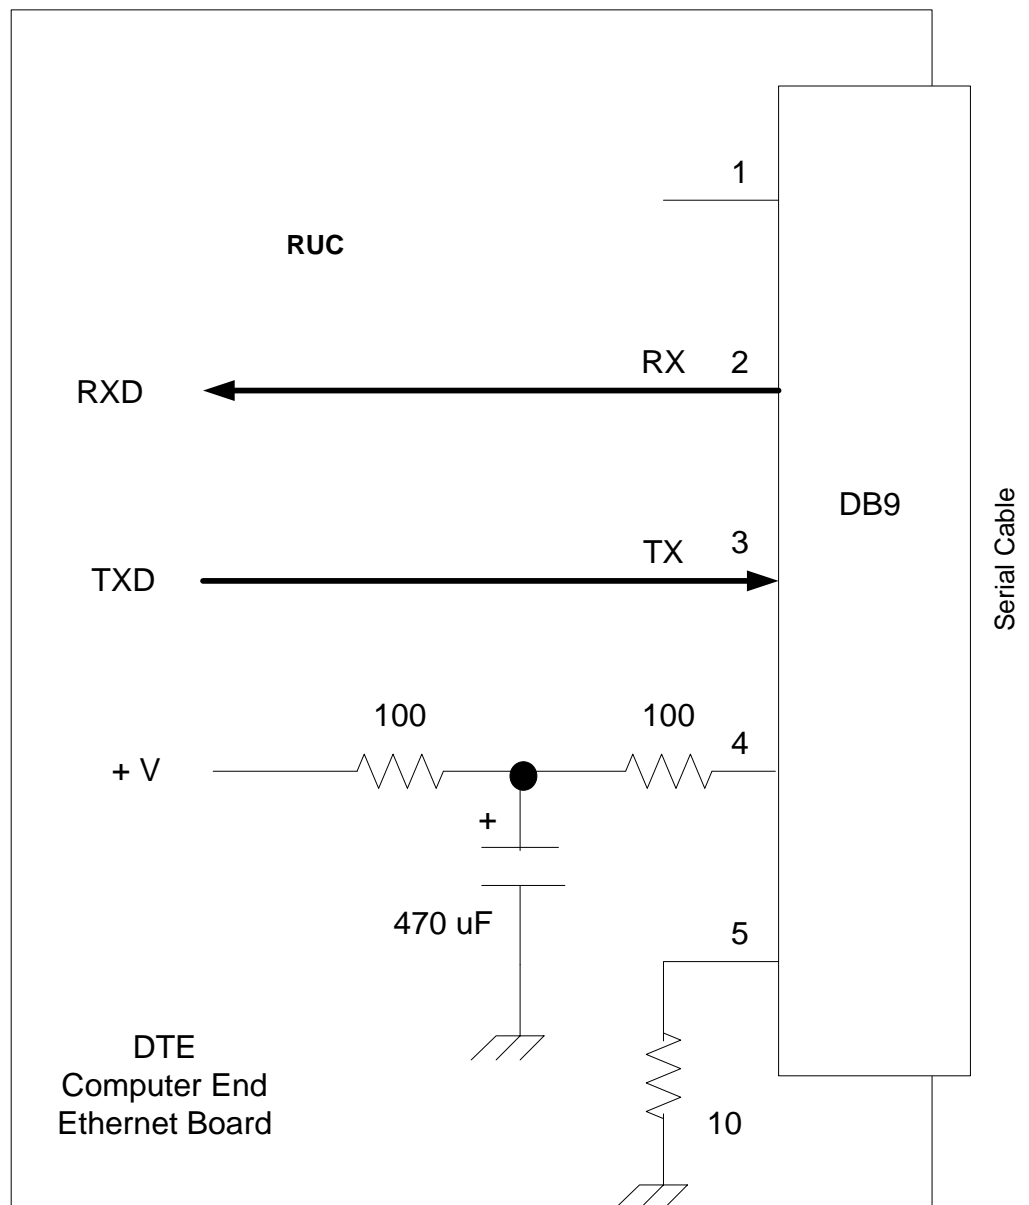 1
RUC
RX 2
RXD
DB9
TX 3
TXD
Serial Cable
100 100 4
+ V
+
470 uF
5
DTE
Computer End
Ethernet Board
10